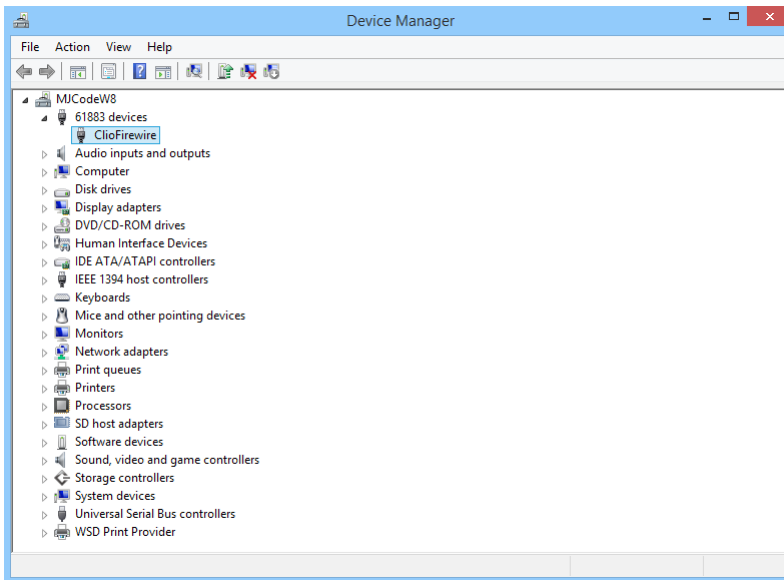 Device Manager
File Action View Help
MJCodeW8
61883 devices
ClioFirewire
Audio inputs and outputs
Computer
Disk drives
Display adapters
DVD/CD-ROM drives
Human Interface Devices
IDE ATA/ATAPI controllers
IEEE 1394 host controllers
Keyboards
Mice and other pointing devices
Monitors
Network adapters
Print queues
Printers
Processors
SD host adapters
Software devices
Sound, video and game controllers
Storage controllers
System devices
Universal Serial Bus controllers
WSD Print Provider